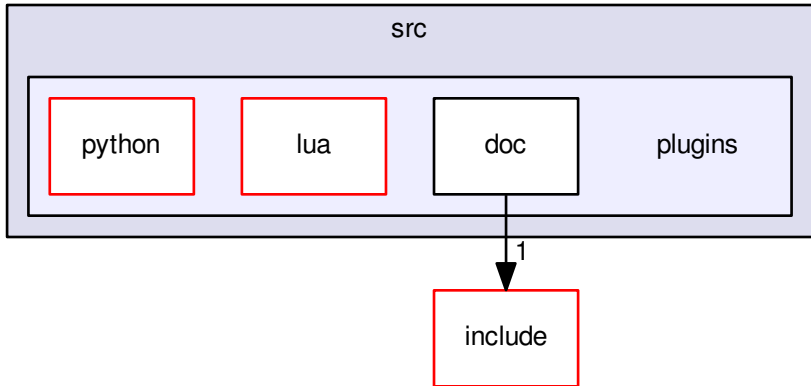 src
python
lua
doc
plugins
1
include